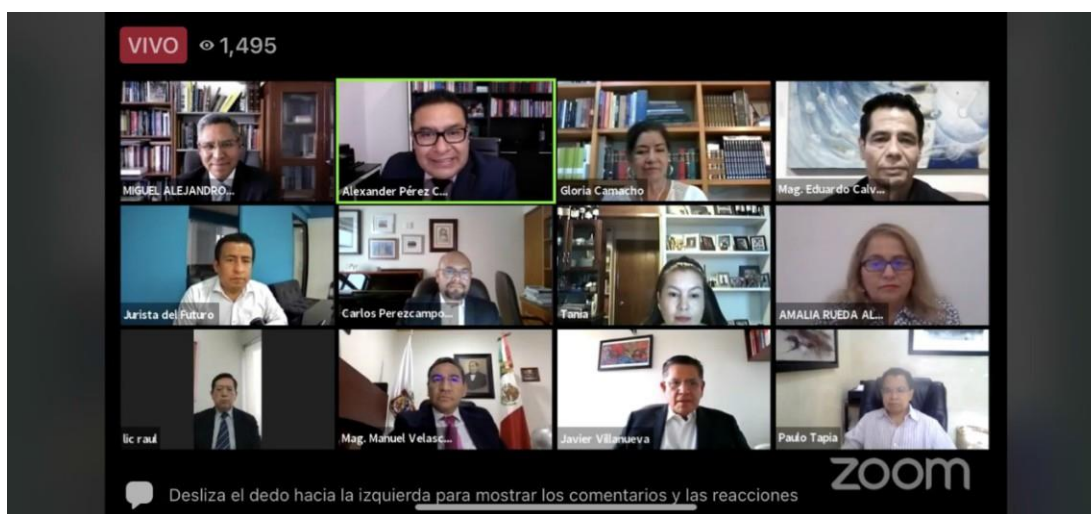 VIVO 1,495
MIGUEL ALEJANDRO...
Alexander Pérez C...
Gloria Camacho
Mag. Eduardo Calv...
Jurista del Futuro
Carlos Perezcampo...
Tania
AMALIA RUEDA AL...
lic raul
Mag. Manuel Velasc...
Javier Villanueva
Paulo Tapia
zoom
Desliza el dedo hacia la izquierda para mostrar los comentarios y las reacciones